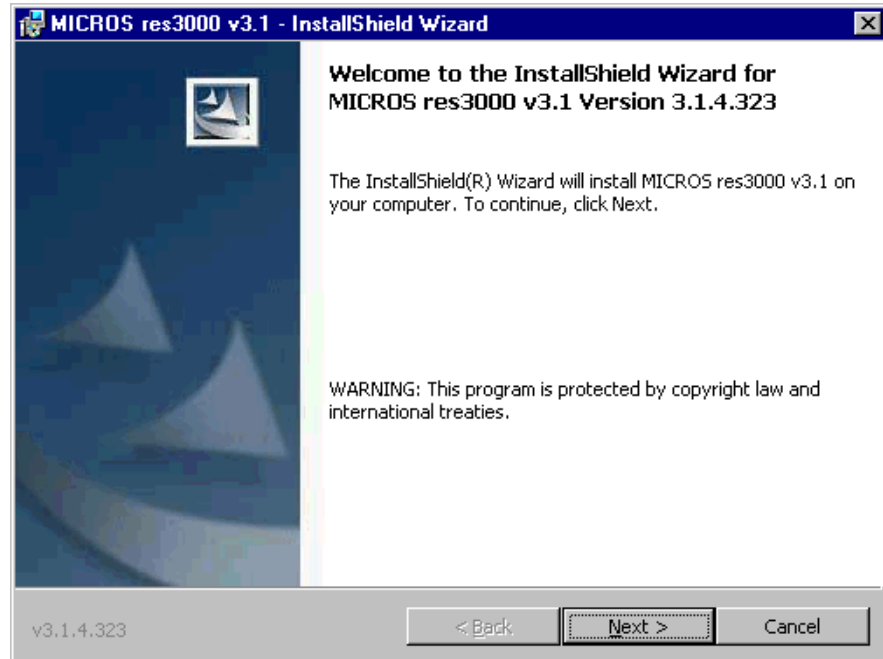 MICROS res3000 v3.1 - InstallShield Wizard
Welcome to the InstallShield Wizard for
MICROS res3000 v3.1 Version 3.1.4.323
The InstallShield(R) Wizard will install MICROS res3000 v3.1 on
your computer. To continue, click Next.
WARNING: This program is protected by copyright law and
international treaties.
v3.1.4.323
< Back
Next >
Cancel